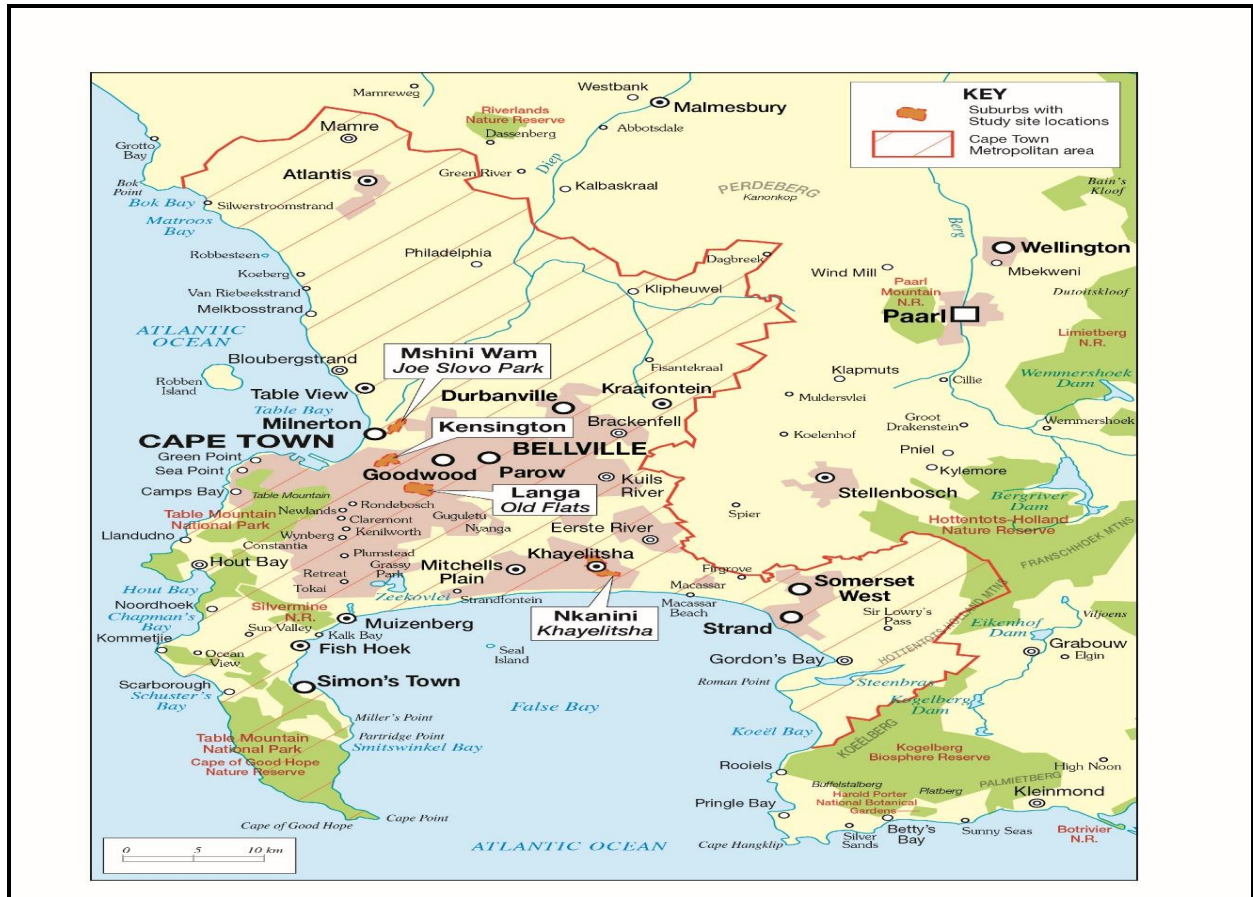 Mamreweg
Westbank
Malmesbury
KEY
Suburbs with
Study site locations
Cape Town
Metropolitan area
Riverlands
Nature Reserve
Dassenberg
Abbotsdale
Mamre
Grotto
Bay
Diep
Green River
Atlantis
Kalbaskraal
PERDEBERG
Kanonkop
Bain's
Kloof
Bok
Point
Bok Bay
Silwerstroomstrand
Matroos
Bay
Berg
Wellington
Mbekweni
Robbesteen
Philadelphia
Dagbreek
Koeberg
Wind Mill
Paarl
Mountain
N.R.
Dutoitskloof
Van Riebeekstrand
Klipheuwel
Melkbosstrand
Paarl
ATLANTIC
OCEAN
Limietberg
N.R.
Bloubergstrand
Mshini Wam
Joe Slovo Park
Fisantekraal
Klapmuts
Cillie
Wemmershoek
Dam
Robben
Island
Table View
Kraaifontein
Durbanville
Muldersvlei
Table Bay
Milnerton
Kensington
Brackenfell
Groot
Drakenstein
Wemmershoek
CAPE TOWN
Koelenhof
BELLVILLE
Pniel
Green Point
Goodwood
Parow
Kylemore
Sea Point
Kuils
River
Camps Bay
Table Mountain
Langa
Old Flats
Stellenbosch
Bergriver
Dam
Newlands
Rondebosch
Spier
Table Mountain
National Park
Claremont
Guguletu
Nyanga
Hottentots-Holland
Nature Reserve
FRANSCHHOEK MTNS
Eerste River
Llandudno
Wynberg
Kenilworth
Constantia
Plumstead
Khayelitsha
Hout Bay
Grassy
Park
Mitchells
Plain
Firgrove
Retreat
Tokai
Macassar
Somerset
West
Hout Bay
Zeekoevlei
Strandfontein
Macassar
Beach
Noordhoek
Silvermine
N.R.
Nkanini
Khayelitsha
Sir Lowry's
Pass
Viljoens
Chapman's
Bay
Muizenberg
Strand
Eikenhof
Dam
Sun Valley
Kalk Bay
Kommetjie
Fish Hoek
Seal
Island
HOTTENTOTS-HOLLAND MTNS
Grabouw
Elgin
Ocean
View
Gordon's Bay
Scarborough
Simon's Town
Roman Point
Steenbras
Schuster's
Bay
Kogelberg
Dam
False Bay
Miller's Point
Koeël Bay
Partridge Point
Table Mountain
National Park
Smitswinkel Bay
KOEËLBERG
Kogelberg
Biosphere Reserve
Cape of Good Hope
Nature Reserve
Rooiels
High Noon
Buffelstalberg
Platberg
PALMIETBERG
Harold Porter
National Botanical
Gardens
Kleinmond
Pringle Bay
Cape Point
Cape of Good Hope
Silver
Sands
Betty's
Bay
Sunny Seas
Botrivier
N.R.
ATLANTIC OCEAN
Cape Hangklip
0 5 10 km